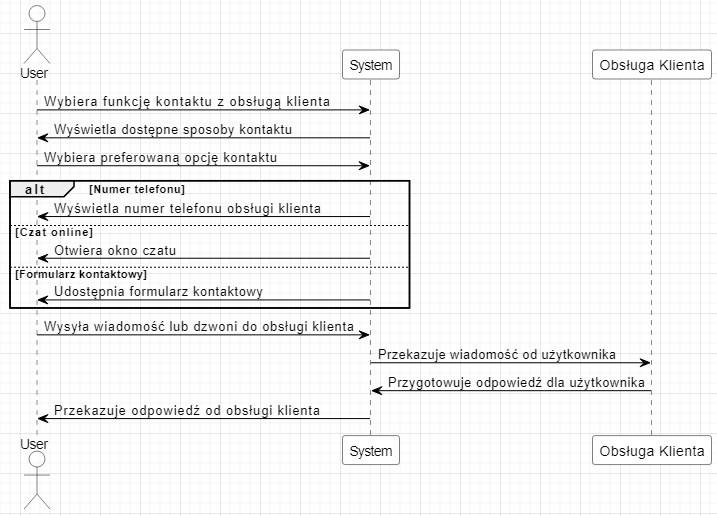 User
System
Obsługa Klienta
Wybiera funkcję kontaktu z obsługą klienta
Wyświetla dostępne sposoby kontaktu
Wybiera preferowaną opcję kontaktu
alt [Numer telefonu]
Wyświetla numer telefonu obsługi klienta
[Czat online]
Otwiera okno czatu
[Formularz kontaktowy]
Udostępnia formularz kontaktowy
Wysyła wiadomość lub dzwoni do obsługi klienta
Przekazuje wiadomość od użytkownika
Przygotowuje odpowiedź dla użytkownika
Przekazuje odpowiedź od obsługi klienta
User
System
Obsługa Klienta